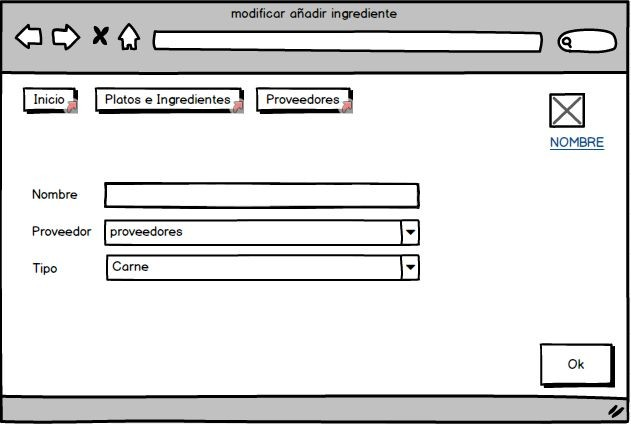 modificar añadir ingrediente
Inicio
Platos e Ingredientes
Proveedores
NOMBRE
Nombre
Proveedor
proveedores
Tipo
Carne
Ok